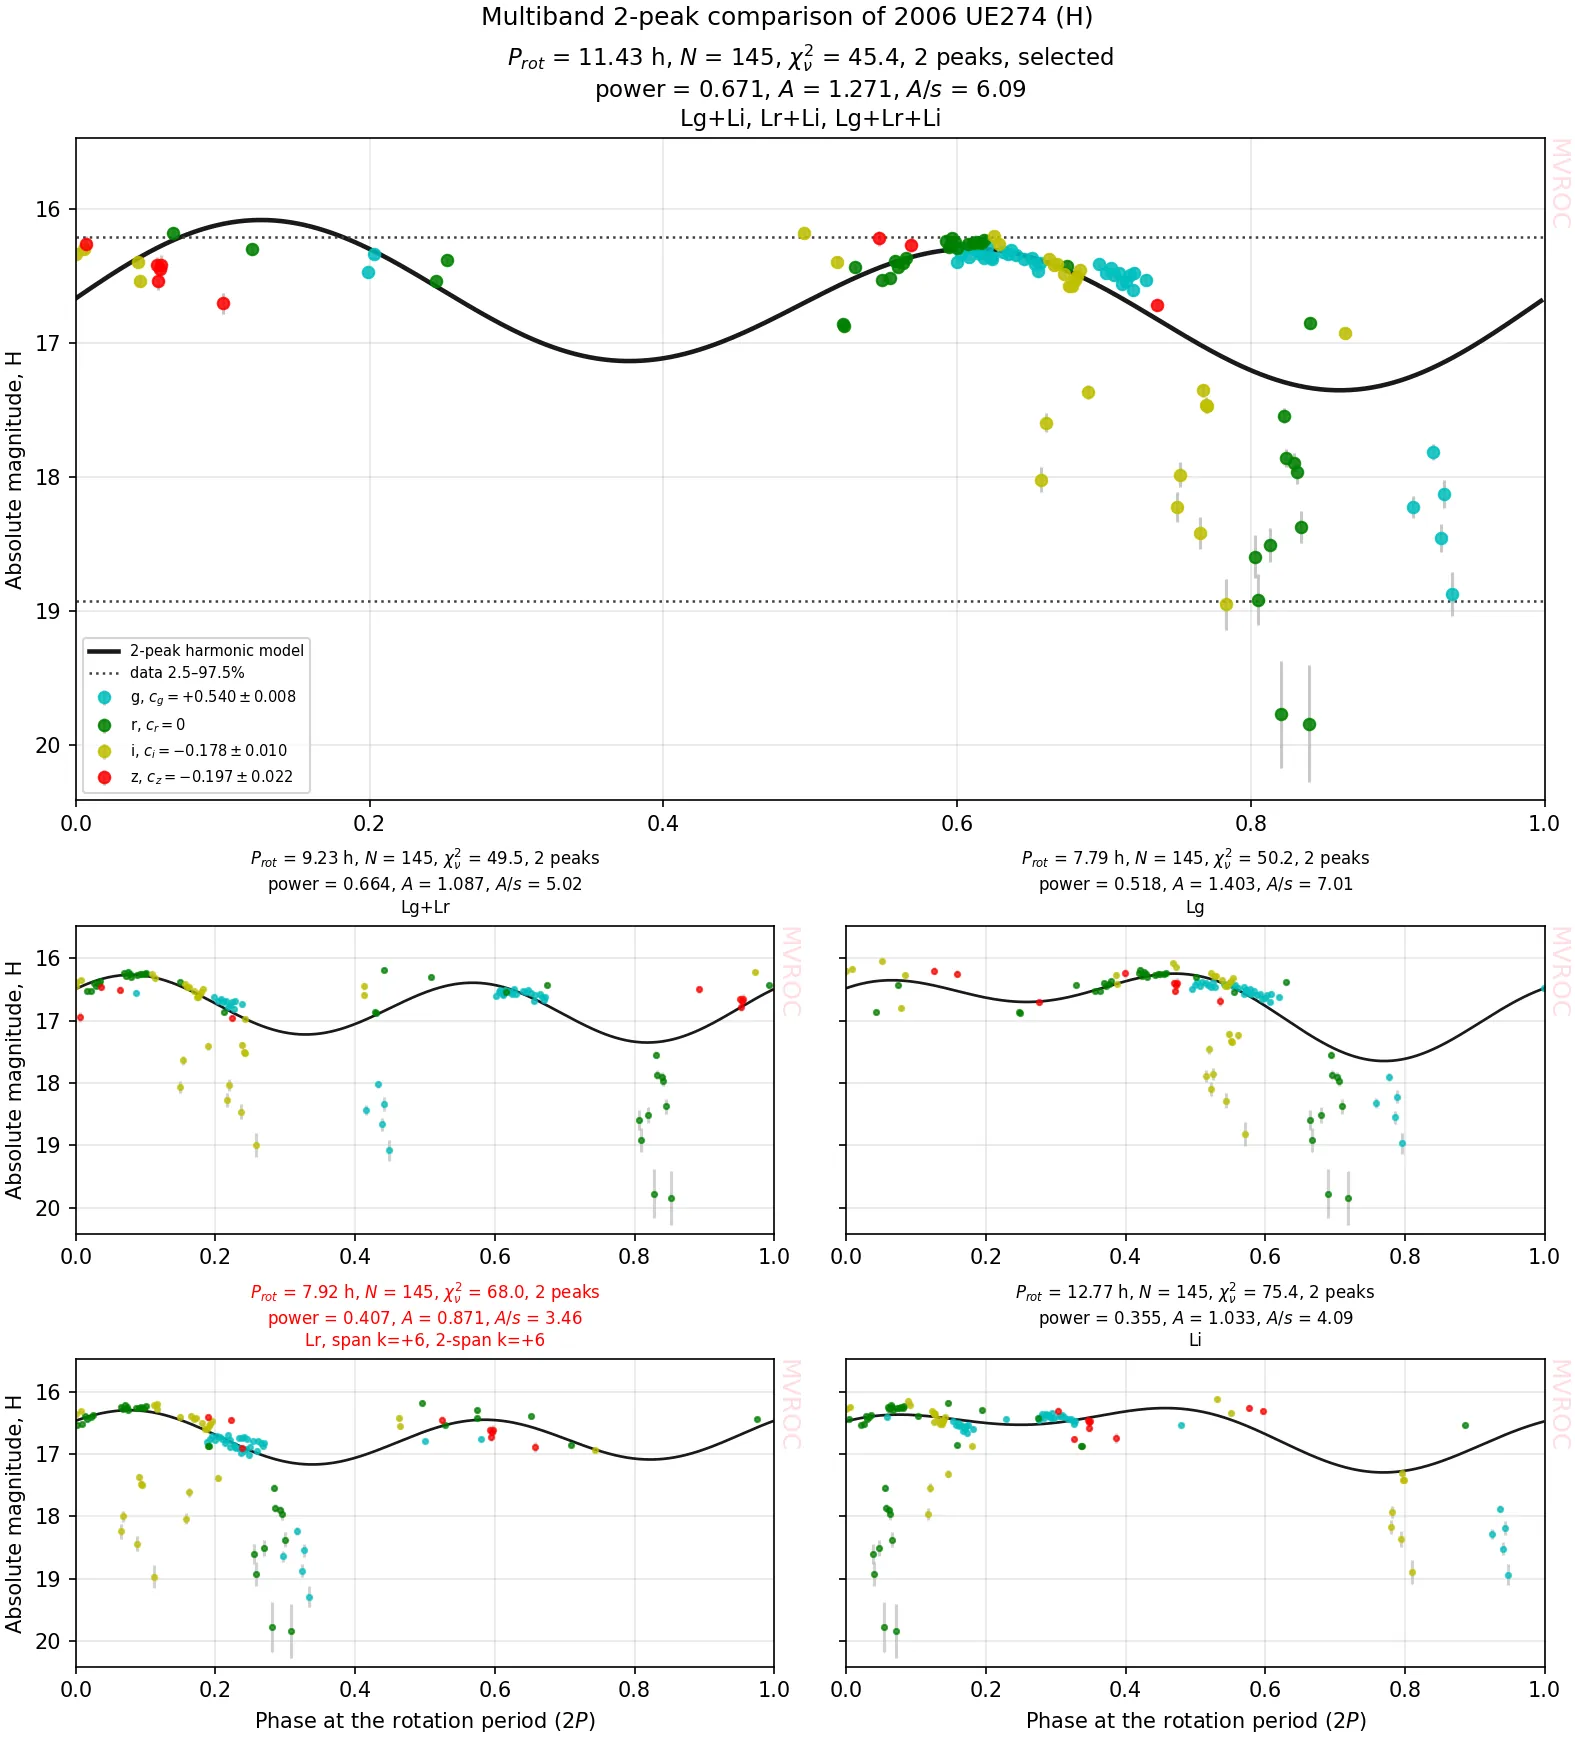 Multiband 2-peak comparison of 2006 UE274 (H)
P_rot = 11.43 h, N = 145, χ²_ν = 45.4, 2 peaks, selected
power = 0.671, A = 1.271, A/s = 6.09
Lg+Li, Lr+Li, Lg+Lr+Li
MVROC
Absolute magnitude, H
16
17
18
19
20
2-peak harmonic model
data 2.5–97.5%
g, c_g = +0.540 ± 0.008
r, c_r = 0
i, c_i = −0.178 ± 0.010
z, c_z = −0.197 ± 0.022
0.0 0.2 0.4 0.6 0.8 1.0
P_rot = 9.23 h, N = 145, χ²_ν = 49.5, 2 peaks
power = 0.664, A = 1.087, A/s = 5.02
Lg+Lr
MVROC
Absolute magnitude, H
16
17
18
19
20
0.0 0.2 0.4 0.6 0.8 1.0
P_rot = 7.79 h, N = 145, χ²_ν = 50.2, 2 peaks
power = 0.518, A = 1.403, A/s = 7.01
Lg
MVROC
0.0 0.2 0.4 0.6 0.8 1.0
P_rot = 7.92 h, N = 145, χ²_ν = 68.0, 2 peaks
power = 0.407, A = 0.871, A/s = 3.46
Lr, span k=+6, 2-span k=+6
MVROC
Absolute magnitude, H
16
17
18
19
20
0.0 0.2 0.4 0.6 0.8 1.0
Phase at the rotation period (2P)
P_rot = 12.77 h, N = 145, χ²_ν = 75.4, 2 peaks
power = 0.355, A = 1.033, A/s = 4.09
Li
MVROC
0.0 0.2 0.4 0.6 0.8 1.0
Phase at the rotation period (2P)